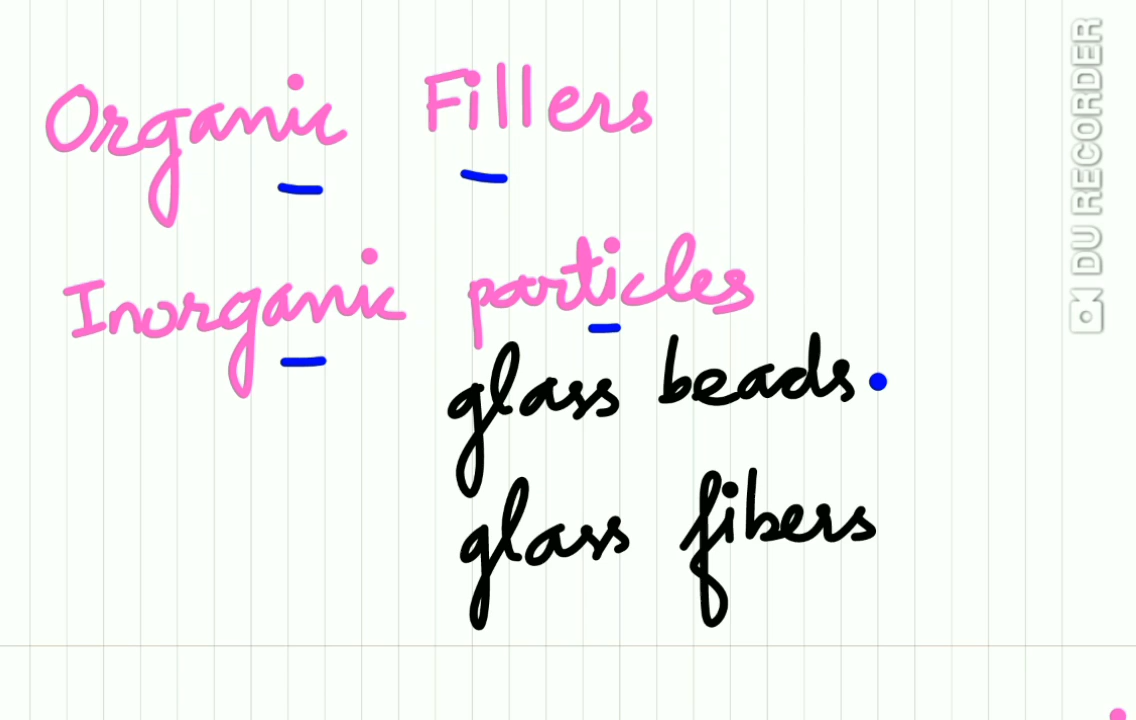 Organic Fillers
Inorganic particles
glass beads.
glass fibers
DU RECORDER